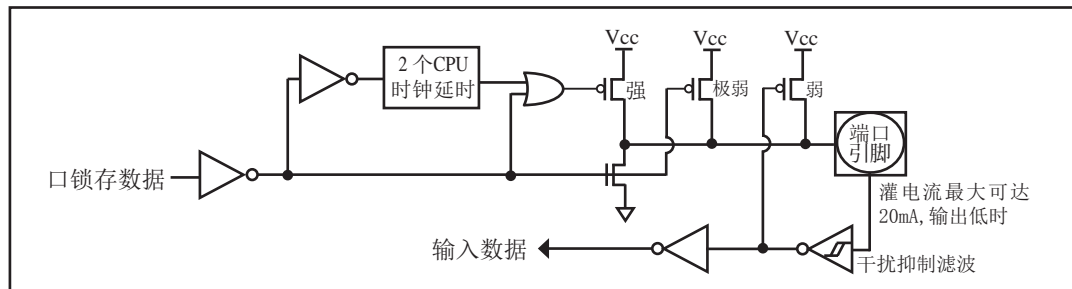 Vcc
Vcc
Vcc
2 个CPU
时钟延时
强
极弱
弱
端口
引脚
口锁存数据
灌电流最大可达
20mA,输出低时
输入数据
干扰抑制滤波